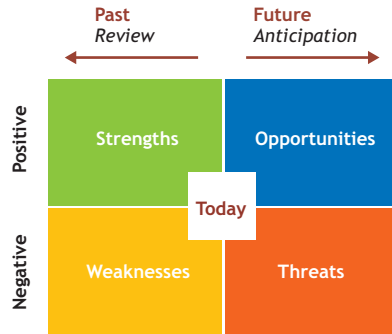 Past
Review
Future
Anticipation
Positive
Strengths
Opportunities
Today
Negative
Weaknesses
Threats